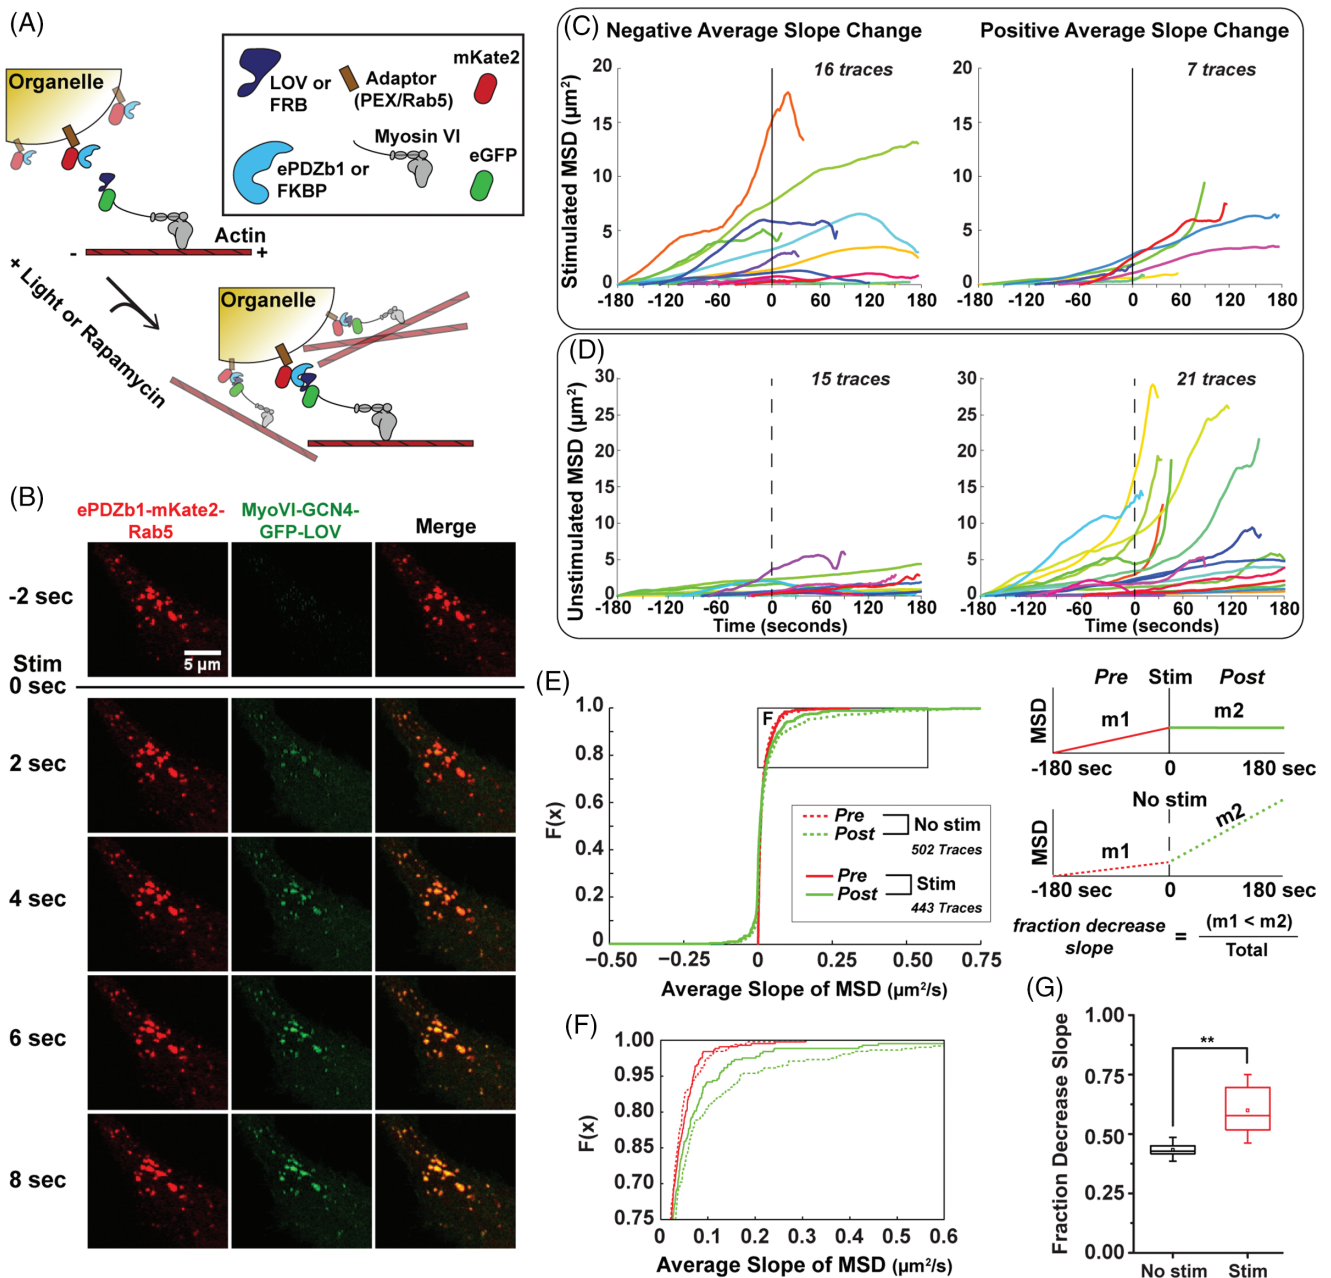 (A)
Organelle
LOV or
FRB
Adaptor
(PEX/Rab5)
mKate2
Myosin VI
ePDZb1 or
FKBP
eGFP
Actin
-
+
+ Light or Rapamycin
Organelle
(B)
ePDZb1-mKate2-
Rab5
MyoVI-GCN4-
GFP-LOV
Merge
-2 sec
5 µm
Stim
0 sec
2 sec
4 sec
6 sec
8 sec
(C)
Negative Average Slope Change
Positive Average Slope Change
Stimulated MSD (µm²)
20
15
10
5
0
16 traces
-180
-120
-60
0
60
120
180
20
15
10
5
0
7 traces
-180
-120
-60
0
60
120
180
(D)
Unstimulated MSD (µm²)
30
25
20
15
10
5
0
15 traces
-180
-120
-60
0
60
120
180
Time (seconds)
30
25
20
15
10
5
0
21 traces
-180
-120
-60
0
60
120
180
Time (seconds)
(E)
F(x)
1.0
0.8
0.6
0.4
0.2
0
F
Pre
Post
No stim
502 Traces
Pre
Post
Stim
443 Traces
−0.50
−0.25
0
0.25
0.50
0.75
Average Slope of MSD (µm²/s)
Pre
Stim
Post
MSD
m1
m2
-180 sec
0
180 sec
No stim
MSD
m1
m2
-180 sec
0
180 sec
fraction decrease
slope
=
(m1 < m2)
Total
(F)
F(x)
1.00
0.95
0.80
0.85
0.70
0.75
0
0.1
0.2
0.3
0.4
0.5
0.6
Average Slope of MSD (µm²/s)
(G)
Fraction Decrease Slope
1.00
0.75
0.50
0.25
0.00
**
No stim
Stim